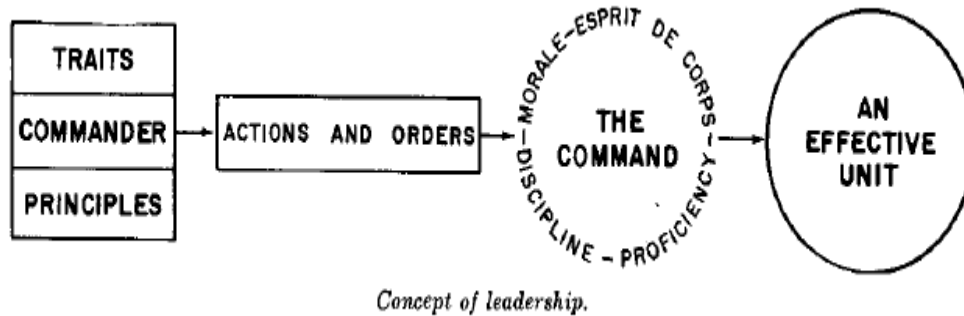 TRAITS
COMMANDER
PRINCIPLES
ACTIONS AND ORDERS
MORALE-ESPRIT DE CORPS-
DISCIPLINE - PROFICIENCY-
THE
COMMAND
AN
EFFECTIVE
UNIT
Concept of leadership.